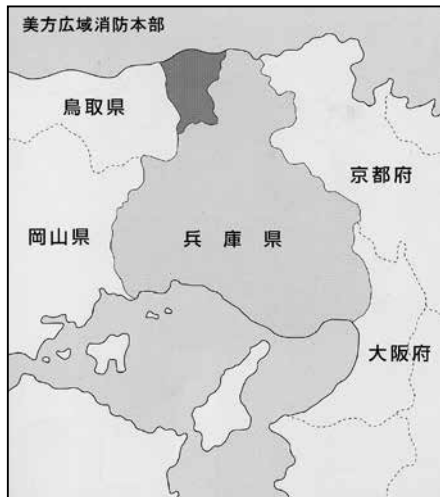 美方広域消防本部
鳥取県
京都府
岡山県
兵庫県
大阪府